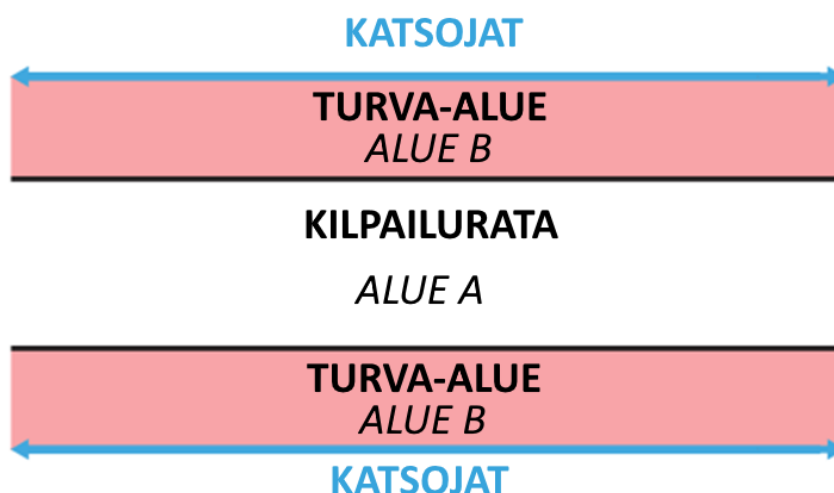 KATSOJAT
TURVA-ALUE
ALUE B
KILPAILURATA
ALUE A
TURVA-ALUE
ALUE B
KATSOJAT